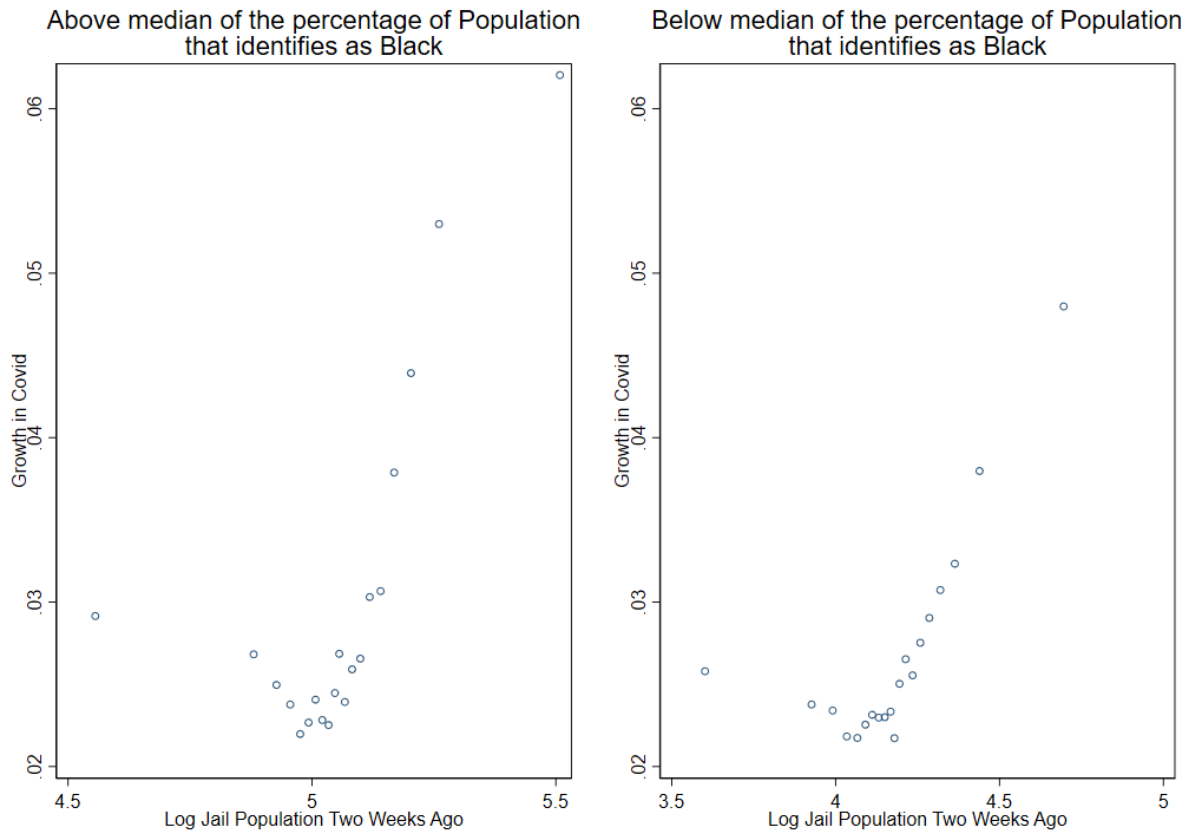 Above median of the percentage of Population
that identifies as Black
.06
.05
.04
.03
.02
Growth in Covid
4.5 5 5.5
Log Jail Population Two Weeks Ago
Below median of the percentage of Population
that identifies as Black
.06
.05
.04
.03
.02
Growth in Covid
3.5 4 4.5 5
Log Jail Population Two Weeks Ago